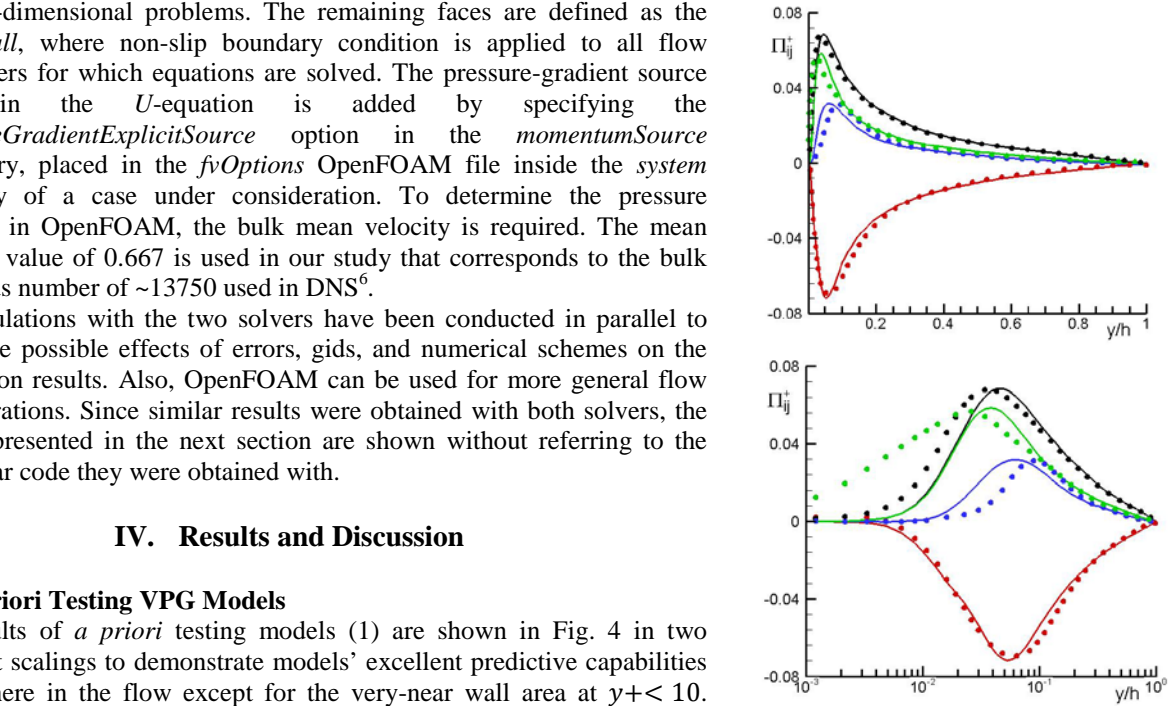 -dimensional problems. The remaining faces are defined as the
all, where non-slip boundary condition is applied to all flow
ers for which equations are solved. The pressure-gradient source
in the U-equation is added by specifying the
eGradientExplicitSource option in the momentumSource
ry, placed in the fvOptions OpenFOAM file inside the system
y of a case under consideration. To determine the pressure
in OpenFOAM, the bulk mean velocity is required. The mean
value of 0.667 is used in our study that corresponds to the bulk
s number of ~13750 used in DNS⁶.
ulations with the two solvers have been conducted in parallel to
e possible effects of errors, gids, and numerical schemes on the
on results. Also, OpenFOAM can be used for more general flow
rations. Since similar results were obtained with both solvers, the
presented in the next section are shown without referring to the
ar code they were obtained with.
IV. Results and Discussion
riori Testing VPG Models
ults of a priori testing models (1) are shown in Fig. 4 in two
t scalings to demonstrate models' excellent predictive capabilities
here in the flow except for the very-near wall area at y+< 10.
0.08
Π⁺ij
0.04
0
-0.04
-0.08
0.2 0.4 0.6 0.8 1
y/h
0.08
Π⁺ij
0.04
0
-0.04
-0.08
10⁻³ 10⁻² 10⁻¹ 10⁰
y/h